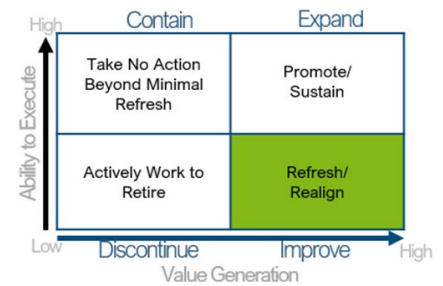 Contain
Expand
High
Take No Action
Beyond Minimal
Refresh
Promote/
Sustain
Ability to Execute
Actively Work to
Retire
Refresh/
Realign
Low
Discontinue
Improve
High
Value Generation